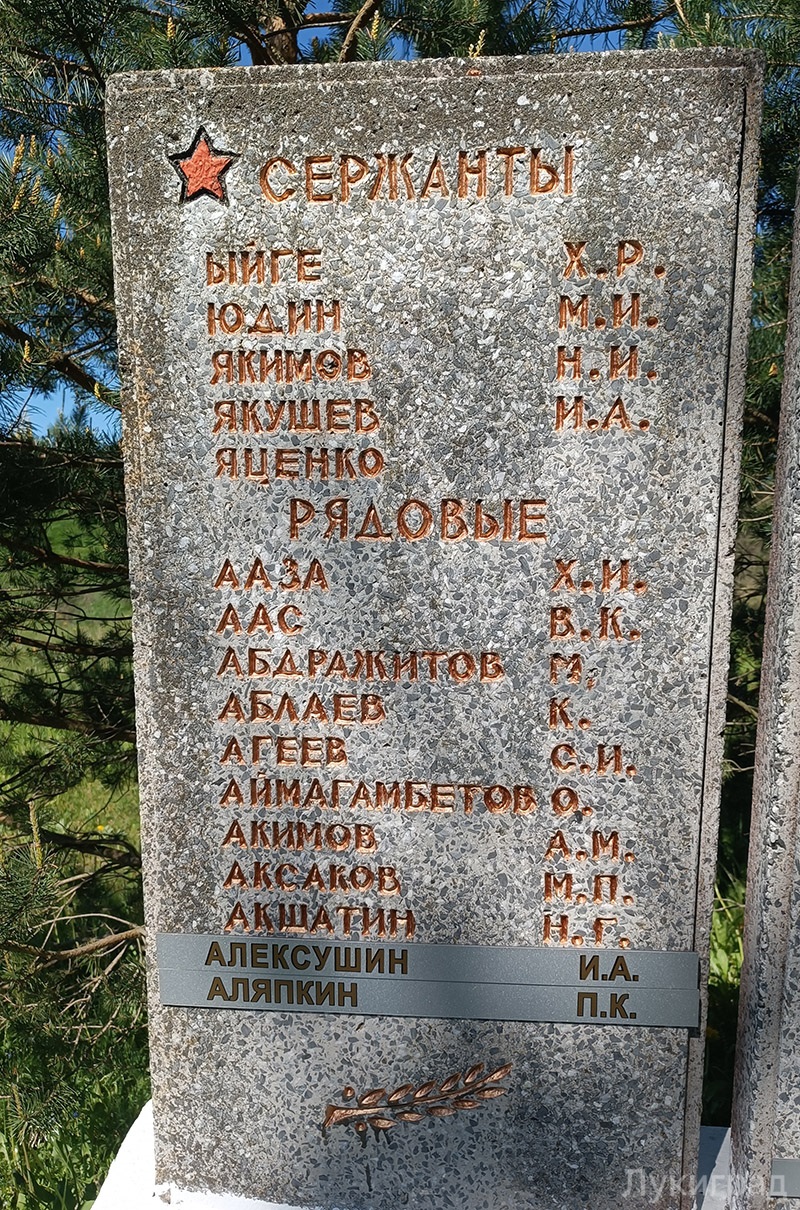 СЕРЖАНТЫ
ЫЙГЕ Х.Р.
ЮДИН М.И.
ЯКИМОВ Н.И.
ЯКУШЕВ И.А.
ЯЦЕНКО
РЯДОВЫЕ
ААЗА Х.И.
ААС В.К.
АБДРАЖИТОВ М.
АБЛАЕВ К.
АГЕЕВ С.И.
АЙМАГАМБЕТОВ О.
АКИМОВ А.М.
АКСАКОВ М.П.
АКШАТИН Н.Г.
АЛЕКСУШИН И.А.
АЛЯПКИН П.К.
Лукиград